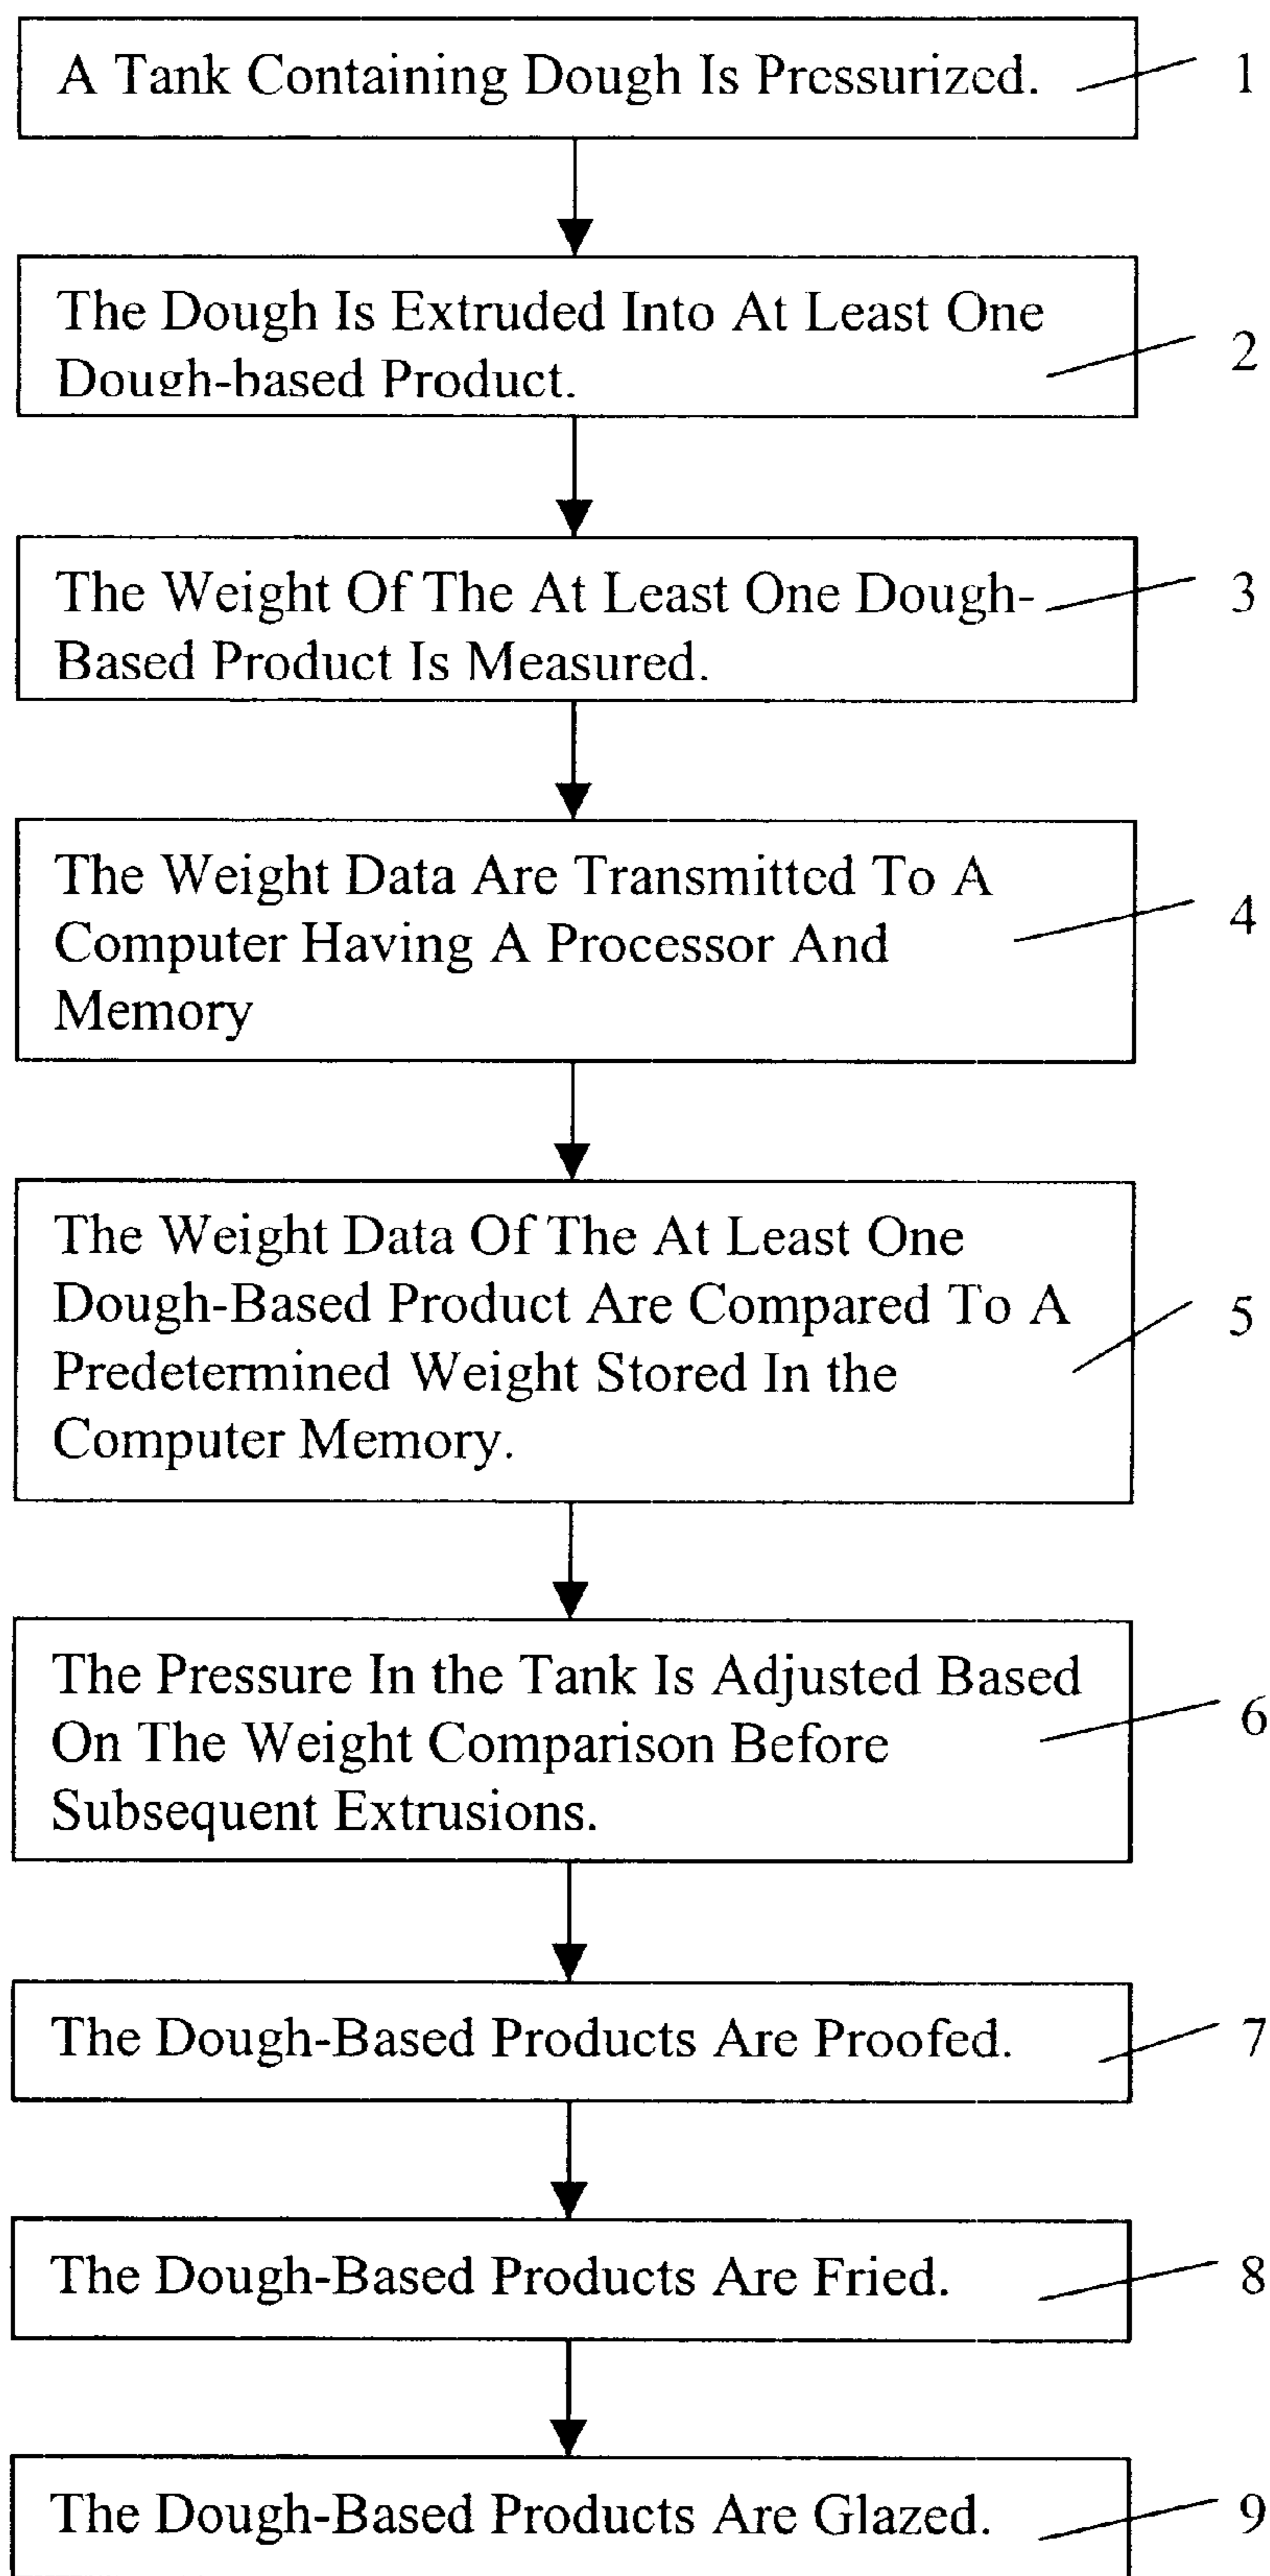 A Tank Containing Dough Is Pressurized. 1
The Dough Is Extruded Into At Least One
Dough-based Product. 2
The Weight Of The At Least One Dough- 3
Based Product Is Measured.
The Weight Data Are Transmitted To A
Computer Having A Processor And 4
Memory
The Weight Data Of The At Least One
Dough-Based Product Are Compared To A 5
Predetermined Weight Stored In the
Computer Memory.
The Pressure In the Tank Is Adjusted Based
On The Weight Comparison Before 6
Subsequent Extrusions.
The Dough-Based Products Are Proofed. 7
The Dough-Based Products Are Fried. 8
The Dough-Based Products Are Glazed. 9